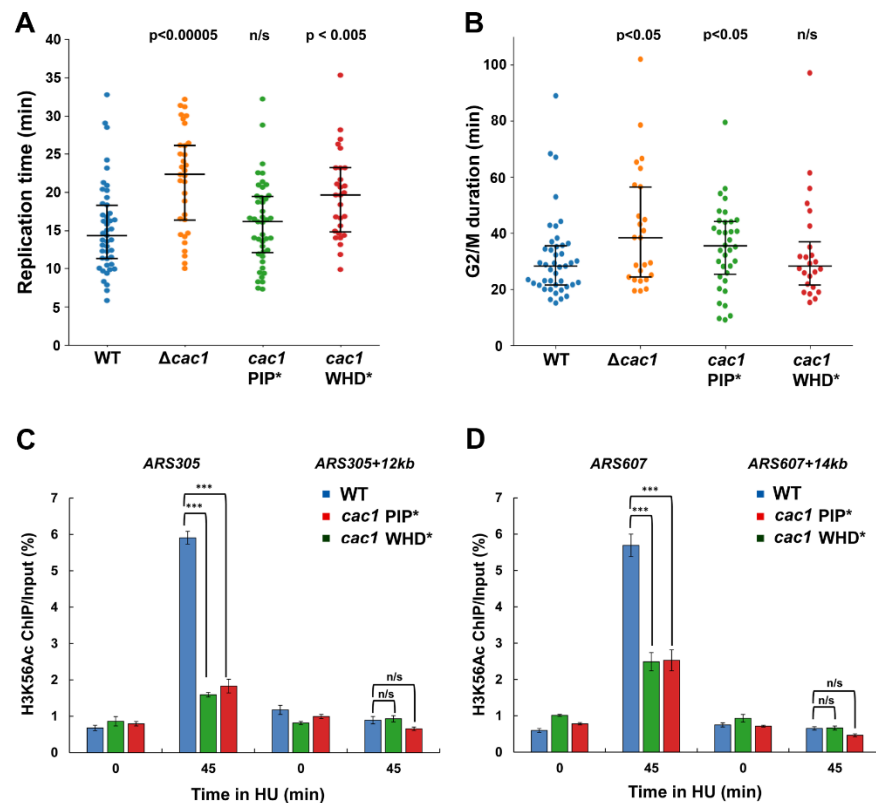 A
p<0.00005 n/s p < 0.005
40
35
30
25
20
15
10
5
0
Replication time (min)
WT Δcac1 cac1 cac1
PIP* WHD*
B
p<0.05 p<0.05 n/s
100
80
60
40
20
0
G2/M duration (min)
WT Δcac1 cac1 cac1
PIP* WHD*
C
ARS305 ARS305+12kb
7
6
5
4
3
2
1
0
H3K56Ac ChIP/Input (%)
WT
cac1 PIP*
cac1 WHD*
***
***
n/s
n/s
0 45 0 45
Time in HU (min)
D
ARS607 ARS607+14kb
7
6
5
4
3
2
1
0
H3K56Ac ChIP/Input (%)
WT
cac1 PIP*
cac1 WHD*
***
***
n/s
n/s
0 45 0 45
Time in HU (min)